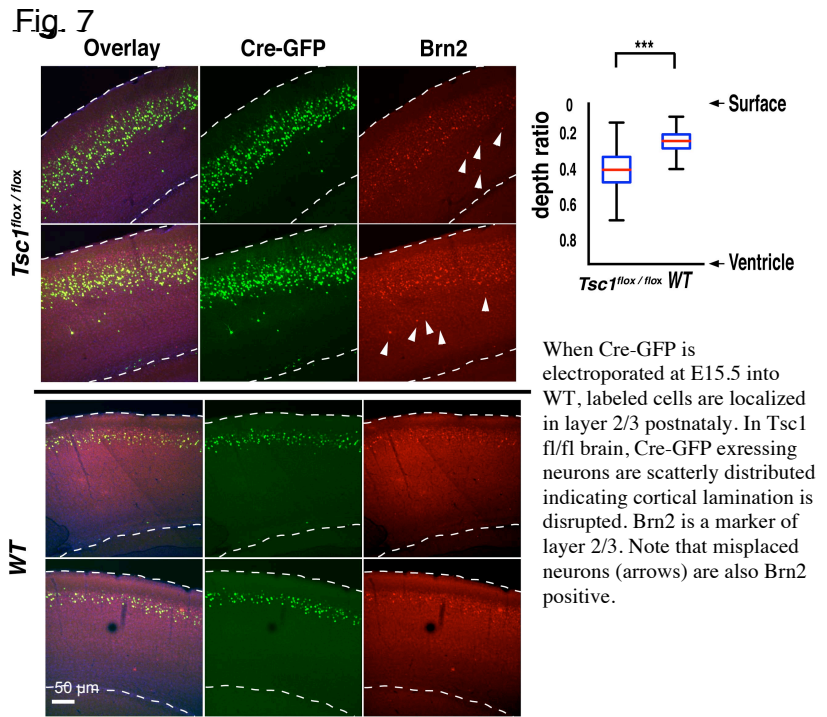 Fig. 7
Overlay Cre-GFP Brn2
Tsc1flox / flox
WT
50 µm
***
depth ratio
0
0.2
0.4
0.6
0.8
Surface
Ventricle
Tsc1flox / flox WT
When Cre-GFP is
electroporated at E15.5 into
WT, labeled cells are localized
in layer 2/3 postnataly. In Tsc1
fl/fl brain, Cre-GFP exressing
neurons are scatterly distributed
indicating cortical lamination is
disrupted. Brn2 is a marker of
layer 2/3. Note that misplaced
neurons (arrows) are also Brn2
positive.